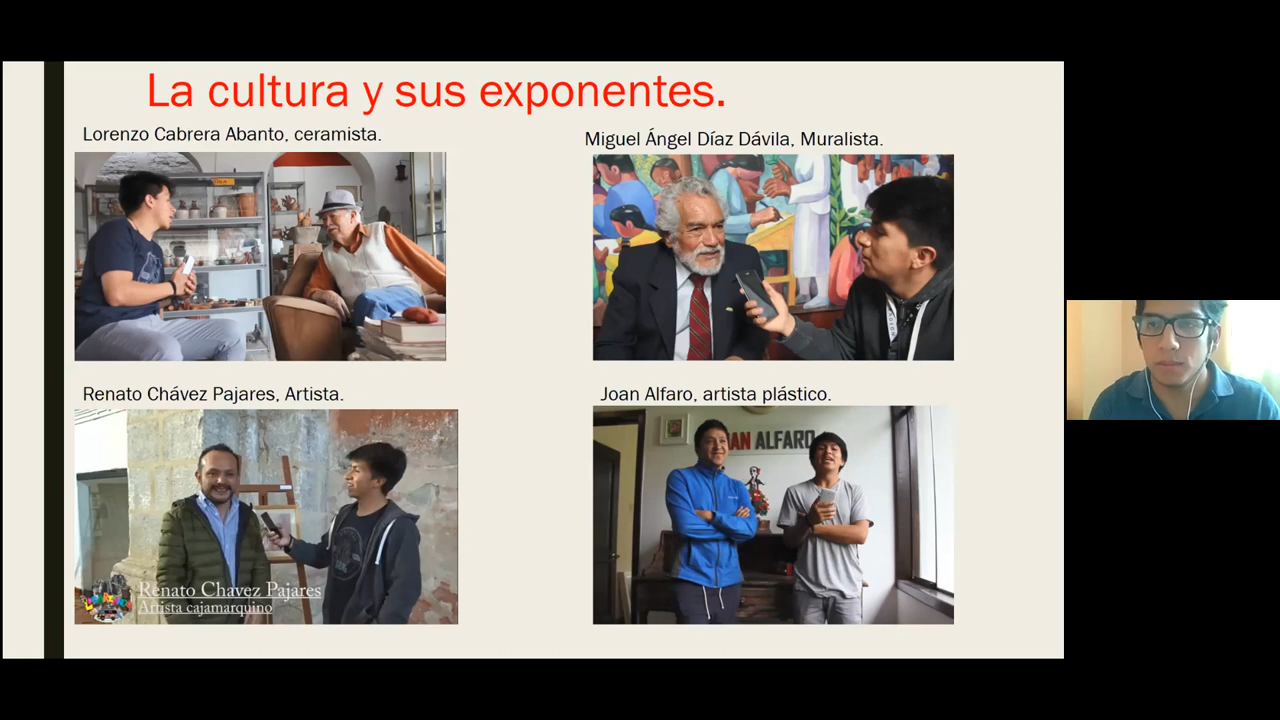 La cultura y sus exponentes.
Lorenzo Cabrera Abanto, ceramista.
Miguel Ángel Díaz Dávila, Muralista.
Renato Chávez Pajares, Artista.
Joan Alfaro, artista plástico.
ALFARO
Renato Chavez Pajares
Artista cajamarquino